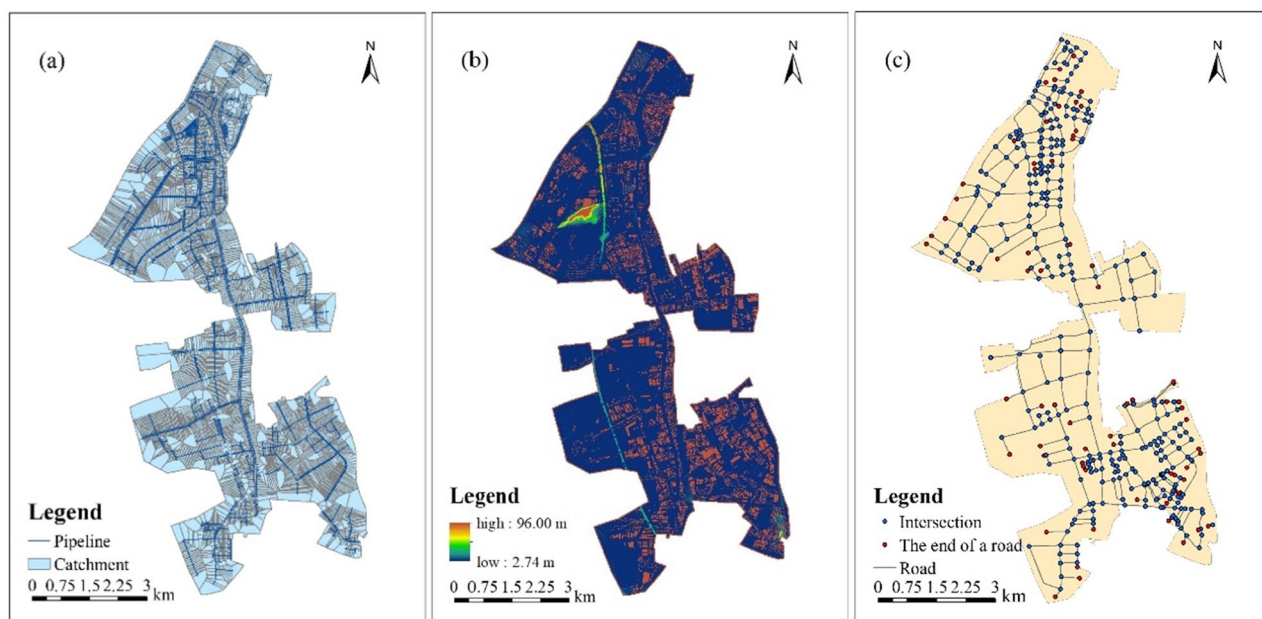 (a)
N
Legend
Pipeline
Catchment
0 0.75 1.5 2.25 3
km
(b)
N
Legend
high : 96.00 m
low : 2.74 m
0 0.75 1.5 2.25 3
km
(c)
N
Legend
Intersection
The end of a road
Road
0 0.75 1.5 2.25 3
km